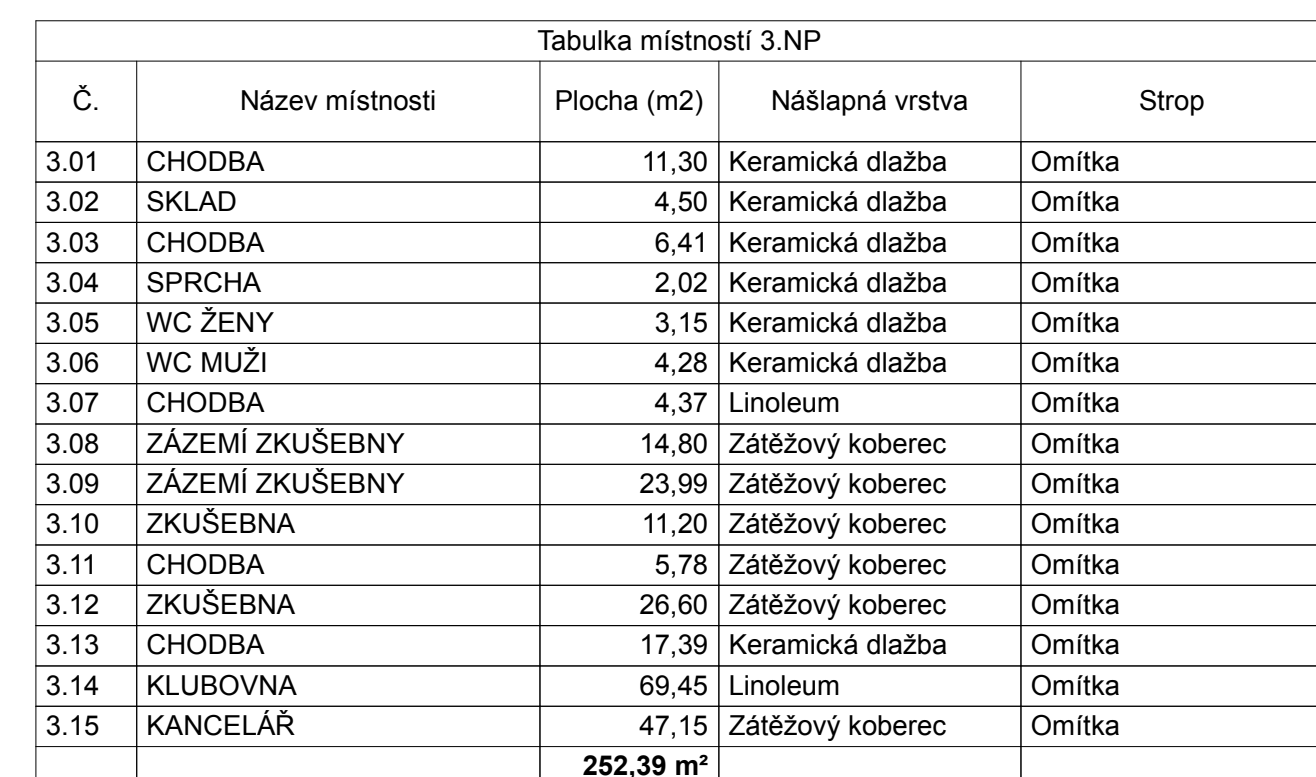 Tabulka místností 3.NP
Č. Název místnosti Plocha (m2) Nášlapná vrstva Strop
3.01 CHODBA 11,30 Keramická dlažba Omítka
3.02 SKLAD 4,50 Keramická dlažba Omítka
3.03 CHODBA 6,41 Keramická dlažba Omítka
3.04 SPRCHA 2,02 Keramická dlažba Omítka
3.05 WC ŽENY 3,15 Keramická dlažba Omítka
3.06 WC MUŽI 4,28 Keramická dlažba Omítka
3.07 CHODBA 4,37 Linoleum Omítka
3.08 ZÁZEMÍ ZKUŠEBNY 14,80 Zátěžový koberec Omítka
3.09 ZÁZEMÍ ZKUŠEBNY 23,99 Zátěžový koberec Omítka
3.10 ZKUŠEBNA 11,20 Zátěžový koberec Omítka
3.11 CHODBA 5,78 Zátěžový koberec Omítka
3.12 ZKUŠEBNA 26,60 Zátěžový koberec Omítka
3.13 CHODBA 17,39 Keramická dlažba Omítka
3.14 KLUBOVNA 69,45 Linoleum Omítka
3.15 KANCELÁŘ 47,15 Zátěžový koberec Omítka
252,39 m²